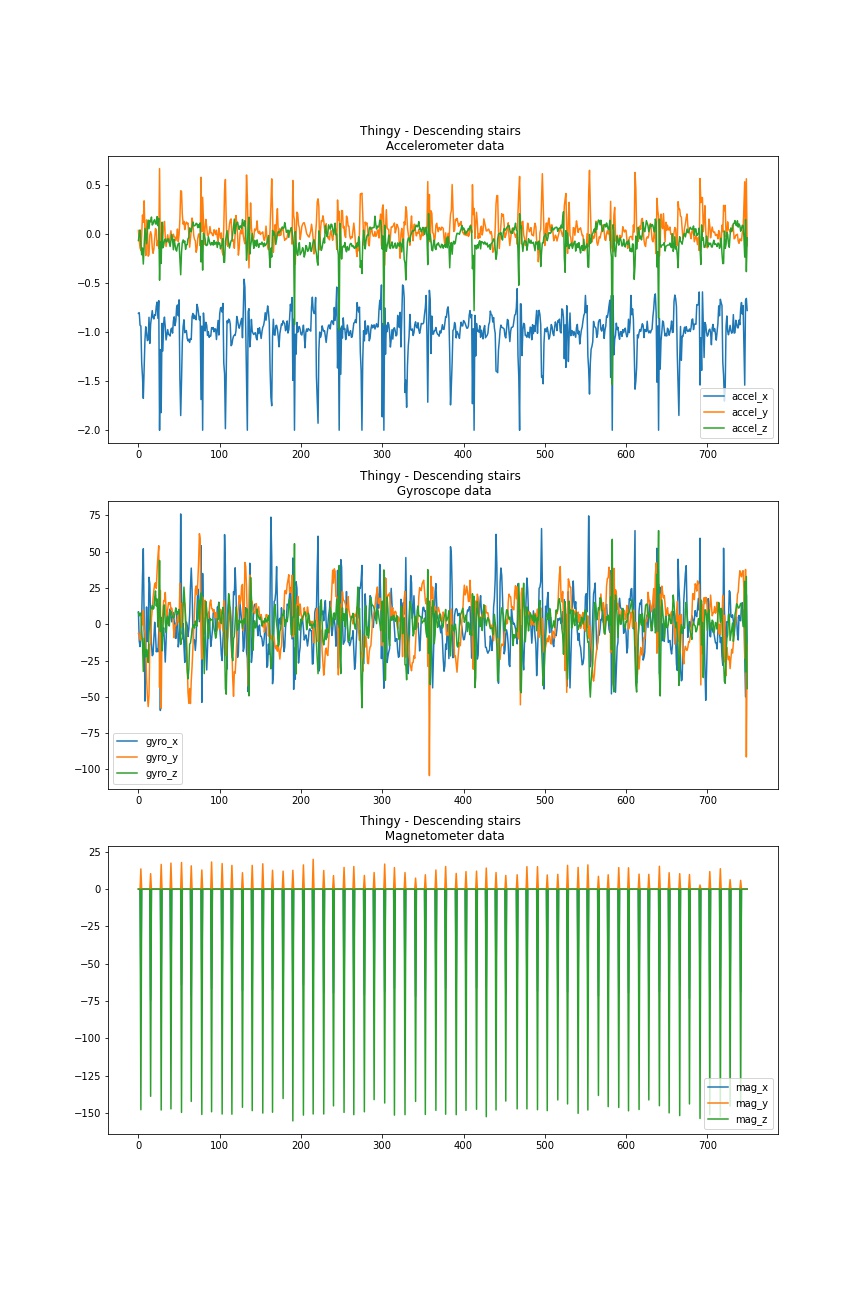 Thingy - Descending stairs
Accelerometer data
0.5
0.0
−0.5
−1.0
−1.5
−2.0
accel_x
accel_y
accel_z
0 100 200 300 400 500 600 700
Thingy - Descending stairs
Gyroscope data
75
50
25
0
−25
−50
−75
−100
gyro_x
gyro_y
gyro_z
0 100 200 300 400 500 600 700
Thingy - Descending stairs
Magnetometer data
25
0
−25
−50
−75
−100
−125
−150
mag_x
mag_y
mag_z
0 100 200 300 400 500 600 700